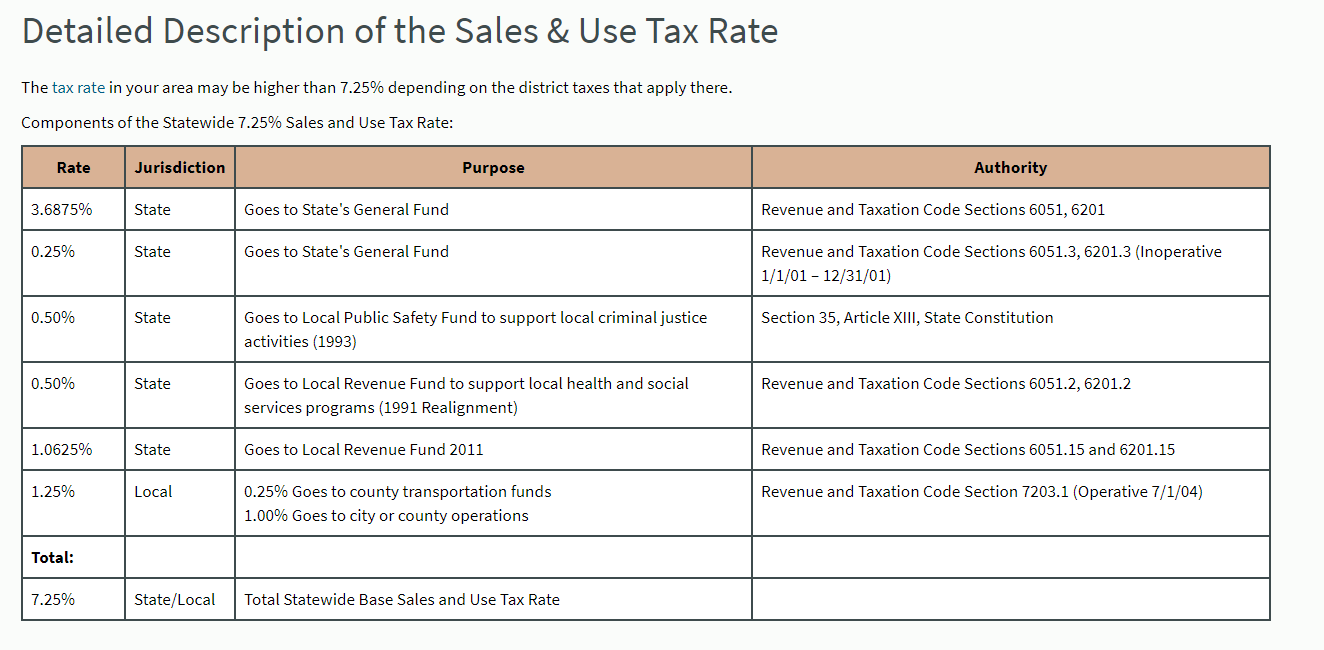 Detailed Description of the Sales & Use Tax Rate
The tax rate in your area may be higher than 7.25% depending on the district taxes that apply there.
Components of the Statewide 7.25% Sales and Use Tax Rate:
Rate Jurisdiction Purpose Authority
3.6875% State Goes to State's General Fund Revenue and Taxation Code Sections 6051, 6201
0.25% State Goes to State's General Fund Revenue and Taxation Code Sections 6051.3, 6201.3 (Inoperative
1/1/01 – 12/31/01)
0.50% State Goes to Local Public Safety Fund to support local criminal justice Section 35, Article XIII, State Constitution
activities (1993)
0.50% State Goes to Local Revenue Fund to support local health and social Revenue and Taxation Code Sections 6051.2, 6201.2
services programs (1991 Realignment)
1.0625% State Goes to Local Revenue Fund 2011 Revenue and Taxation Code Sections 6051.15 and 6201.15
1.25% Local 0.25% Goes to county transportation funds Revenue and Taxation Code Section 7203.1 (Operative 7/1/04)
1.00% Goes to city or county operations
Total:
7.25% State/Local Total Statewide Base Sales and Use Tax Rate